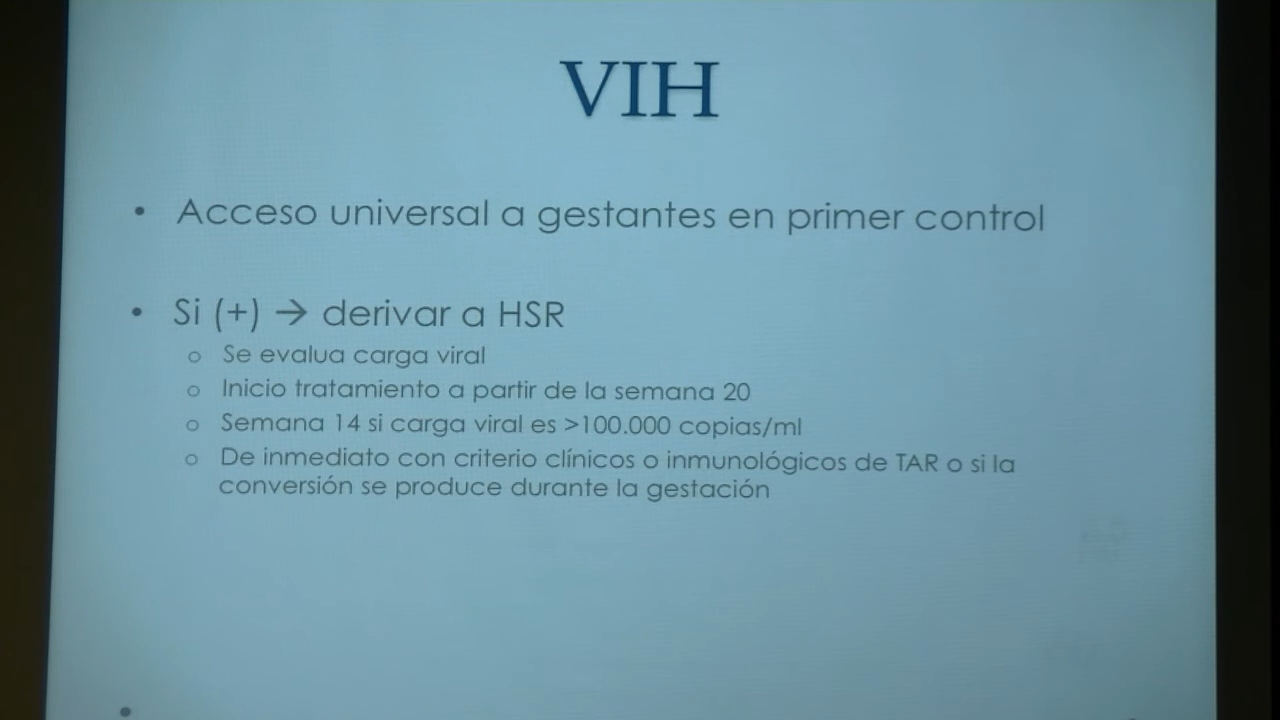 VIH
• Acceso universal a gestantes en primer control
• Si (+) → derivar a HSR
o Se evalua carga viral
o Inicio tratamiento a partir de la semana 20
o Semana 14 si carga viral es >100.000 copias/ml
o De inmediato con criterio clínicos o inmunológicos de TAR o si la
conversión se produce durante la gestación
•